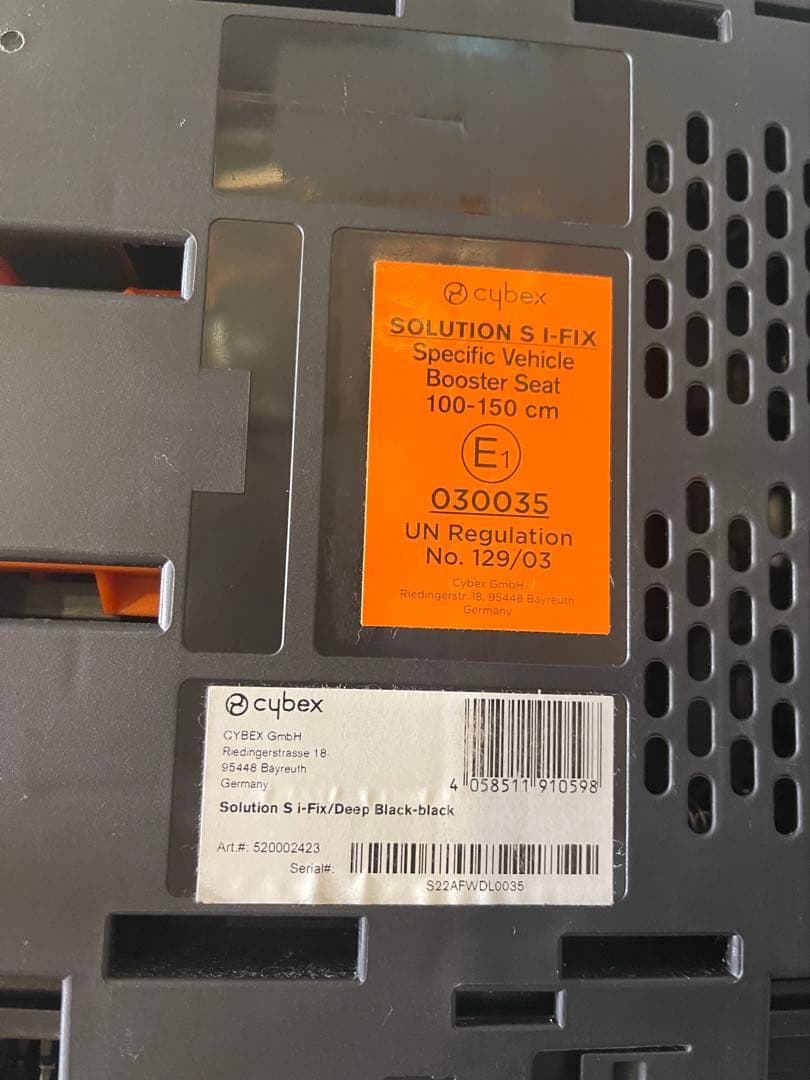 cybex
SOLUTION S I-FIX
Specific Vehicle
Booster Seat
100-150 cm
E1
030035
UN Regulation
No. 129/03
Cybex GmbH
Riedingerstr. 18, 95448 Bayreuth
Germany
cybex
CYBEX GmbH
Riedingerstrasse 18
95448 Bayreuth
Germany
4 058511 910598
Solution S i-Fix/Deep Black-black
Art.#: 520002423
Serial#:
S22AFWDL0035